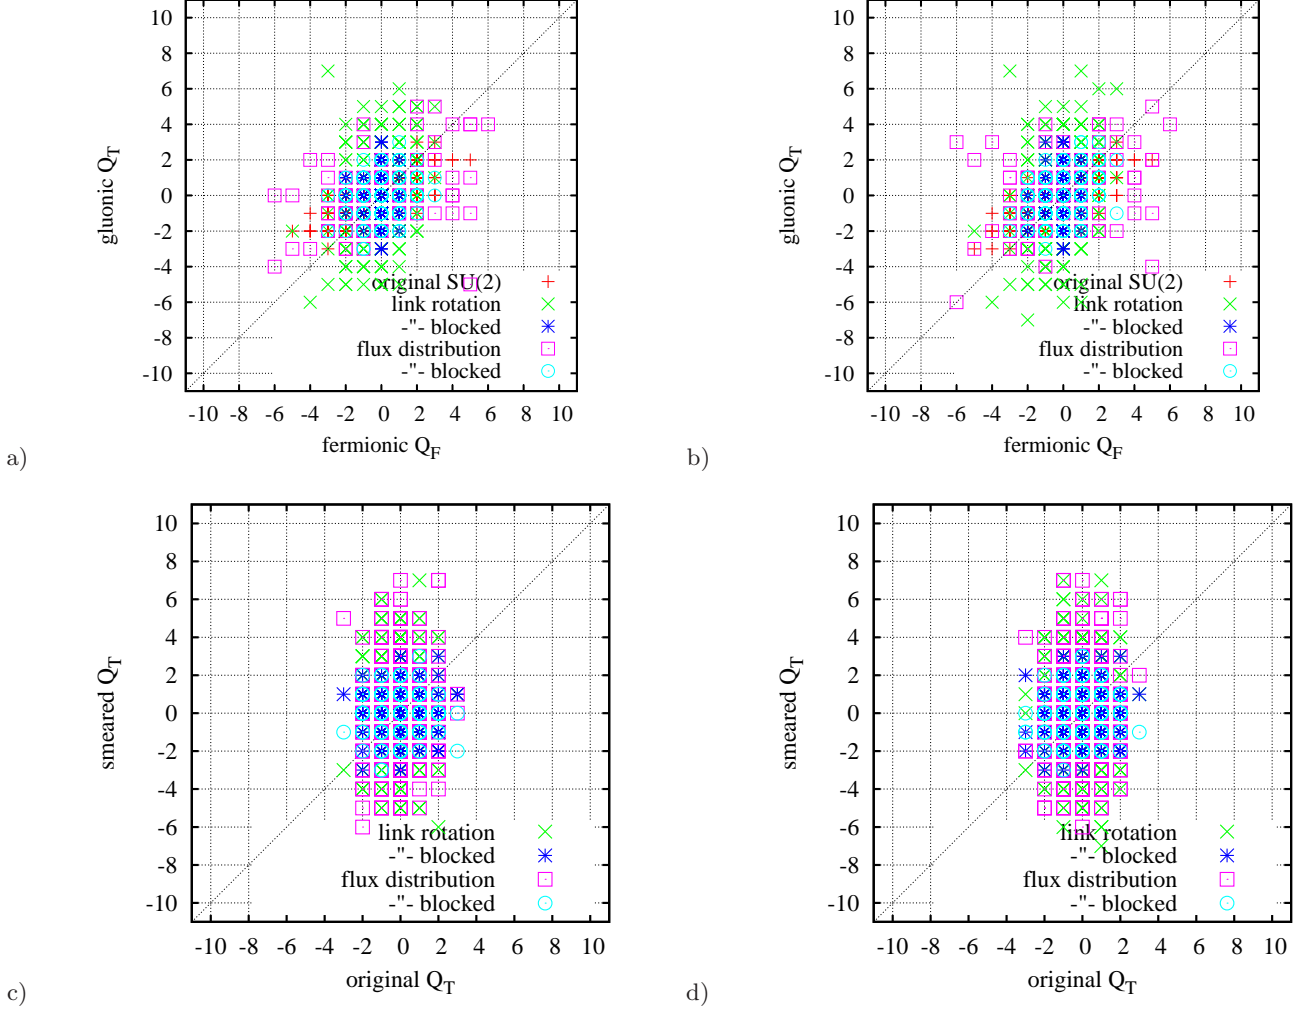 10
8
6
4
2
0
-2
-4
-6
-8
-10
gluonic Q_T
original SU(2)
link rotation
-"- blocked
flux distribution
-"- blocked
-10 -8 -6 -4 -2 0 2 4 6 8 10
fermionic Q_F
a)
10
8
6
4
2
0
-2
-4
-6
-8
-10
gluonic Q_T
original SU(2)
link rotation
-"- blocked
flux distribution
-"- blocked
-10 -8 -6 -4 -2 0 2 4 6 8 10
fermionic Q_F
b)
10
8
6
4
2
0
-2
-4
-6
-8
-10
smeared Q_T
link rotation
-"- blocked
flux distribution
-"- blocked
-10 -8 -6 -4 -2 0 2 4 6 8 10
original Q_T
c)
10
8
6
4
2
0
-2
-4
-6
-8
-10
smeared Q_T
link rotation
-"- blocked
flux distribution
-"- blocked
-10 -8 -6 -4 -2 0 2 4 6 8 10
original Q_T
d)